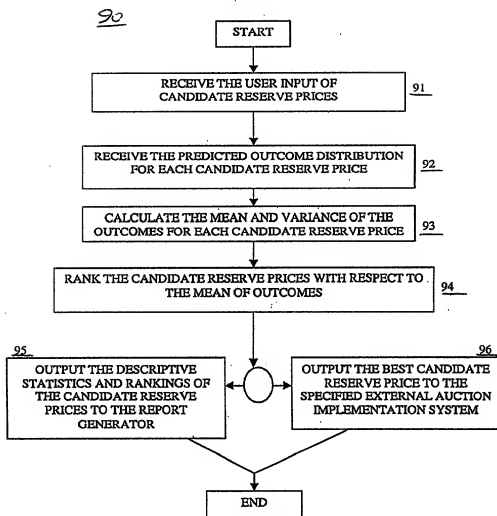 90
START
RECEIVE THE USER INPUT OF
CANDIDATE RESERVE PRICES
91
RECEIVE THE PREDICTED OUTCOME DISTRIBUTION
FOR EACH CANDIDATE RESERVE PRICE
92
CALCULATE THE MEAN AND VARIANCE OF THE
OUTCOMES FOR EACH CANDIDATE RESERVE PRICE
93
RANK THE CANDIDATE RESERVE PRICES WITH RESPECT TO
THE MEAN OF OUTCOMES
94
95
OUTPUT THE DESCRIPTIVE
STATISTICS AND RANKINGS OF
THE CANDIDATE RESERVE
PRICES TO THE REPORT
GENERATOR
96
OUTPUT THE BEST CANDIDATE
RESERVE PRICE TO THE
SPECIFIED EXTERNAL AUCTION
IMPLEMENTATION SYSTEM
END